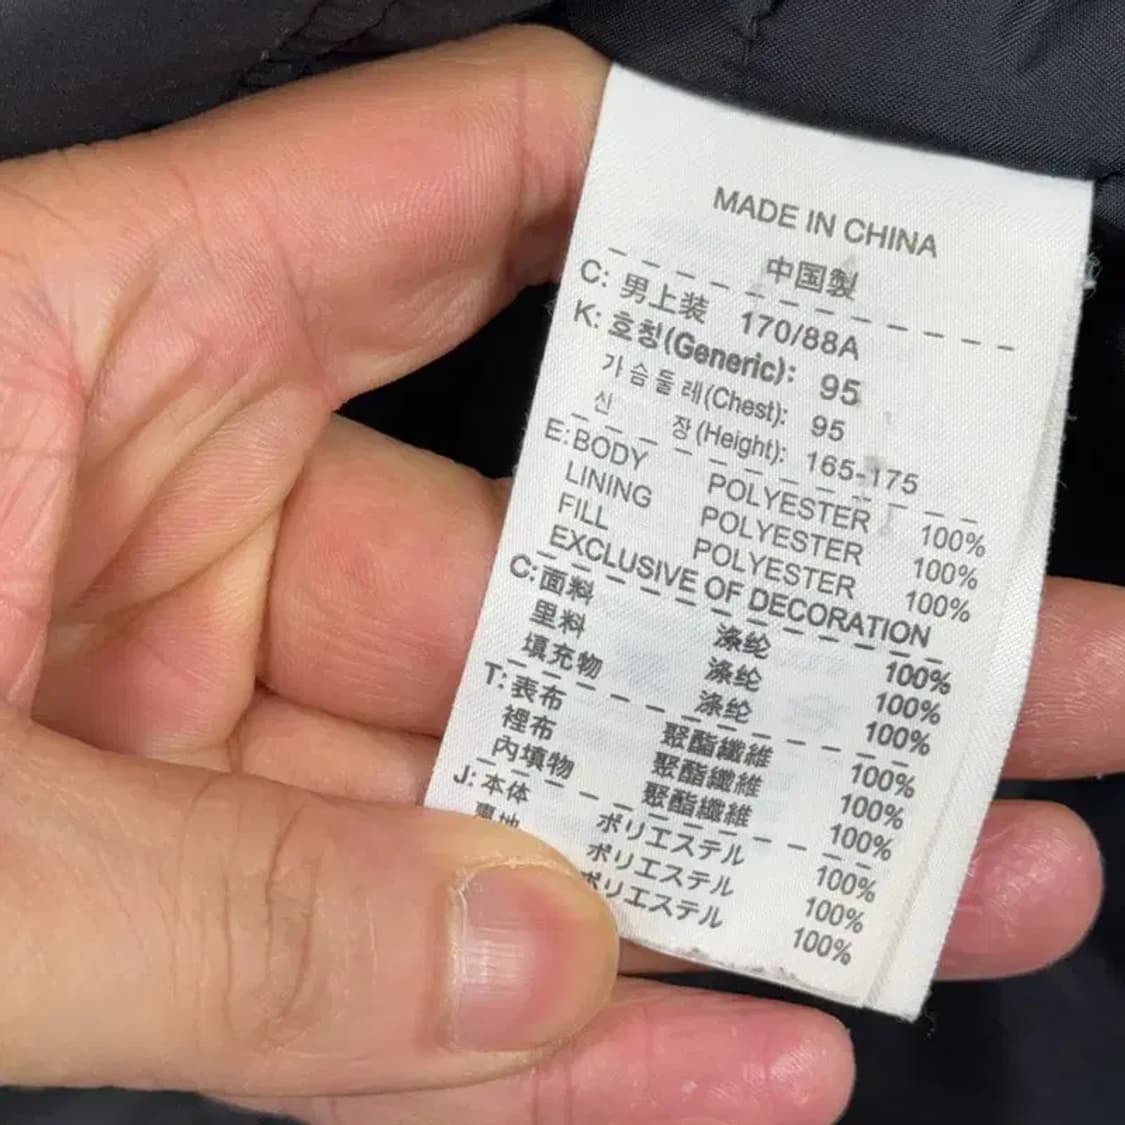 MADE IN CHINA
中国製
C: 男上装 170/88A
K: 호칭(Generic): 95
가슴둘레(Chest): 95
신 장(Height): 165-175
E: BODY POLYESTER 100%
LINING POLYESTER 100%
FILL POLYESTER 100%
EXCLUSIVE OF DECORATION
C: 面料 涤纶 100%
里料 涤纶 100%
填充物 涤纶 100%
T: 表布 聚酯纖維 100%
裡布 聚酯纖維 100%
內填物 聚酯纖維 100%
J: 本体 ポリエステル 100%
裏地 ポリエステル 100%
ポリエステル 100%